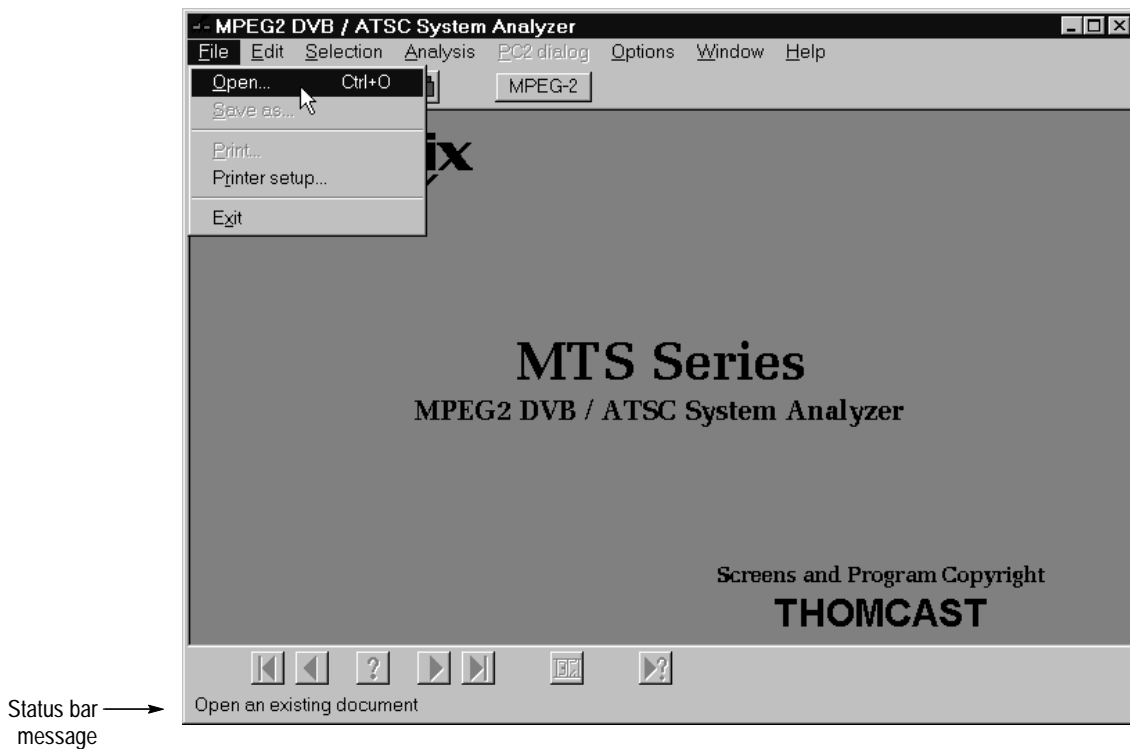 MPEG2 DVB / ATSC System Analyzer
File Edit Selection Analysis PC2 dialog Options Window Help
Open... Ctrl+O
MPEG-2
Save as...
Print...
Printer setup...
Exit
MTS Series
MPEG2 DVB / ATSC System Analyzer
Screens and Program Copyright
THOMCAST
Open an existing document
Status bar
message